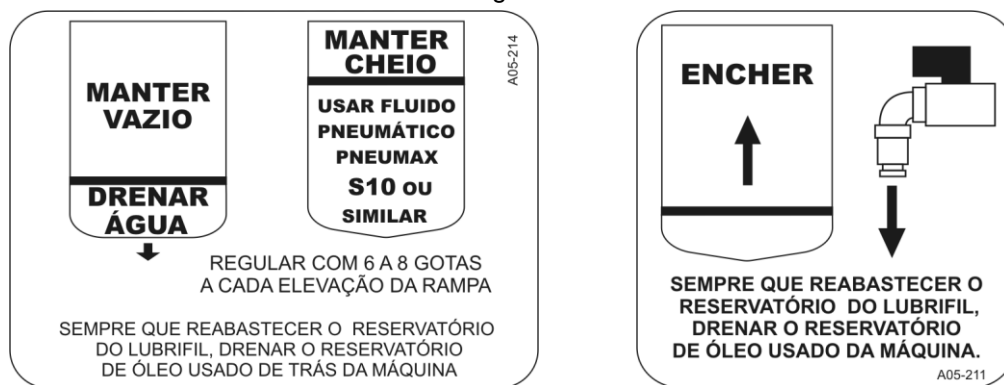 MANTER
VAZIO
DRENAR
ÁGUA
MANTER
CHEIO
USAR FLUIDO
PNEUMÁTICO
PNEUMAX
S10 OU
SIMILAR
A05-214
REGULAR COM 6 A 8 GOTAS
A CADA ELEVAÇÃO DA RAMPA
SEMPRE QUE REABASTECER O RESERVATÓRIO
DO LUBRIFIL, DRENAR O RESERVATÓRIO
DE ÓLEO USADO DE TRÁS DA MÁQUINA
ENCHER
SEMPRE QUE REABASTECER O
RESERVATÓRIO DO LUBRIFIL,
DRENAR O RESERVATÓRIO
DE ÓLEO USADO DA MÁQUINA.
A05-211